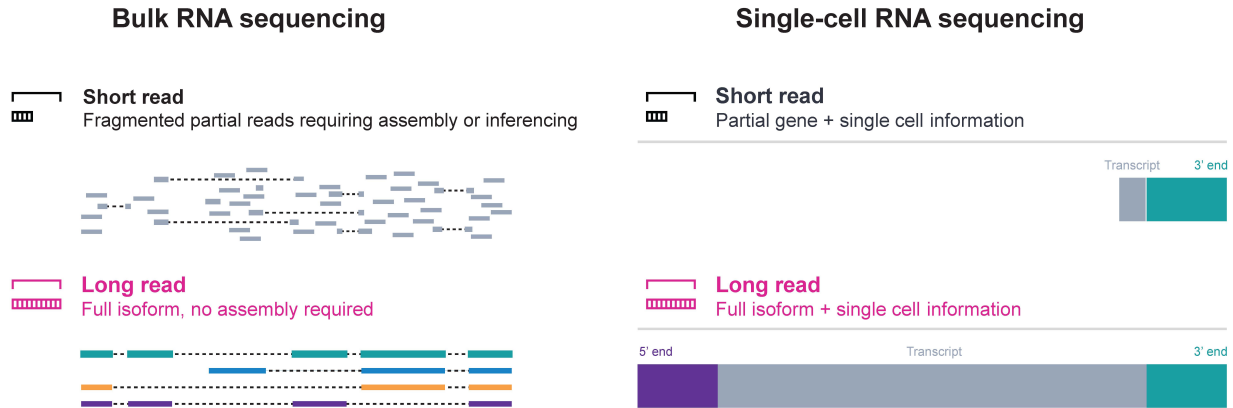 Bulk RNA sequencing
Short read
Fragmented partial reads requiring assembly or inferencing
Long read
Full isoform, no assembly required
Single-cell RNA sequencing
Short read
Partial gene + single cell information
Transcript 3' end
Long read
Full isoform + single cell information
5' end Transcript 3' end